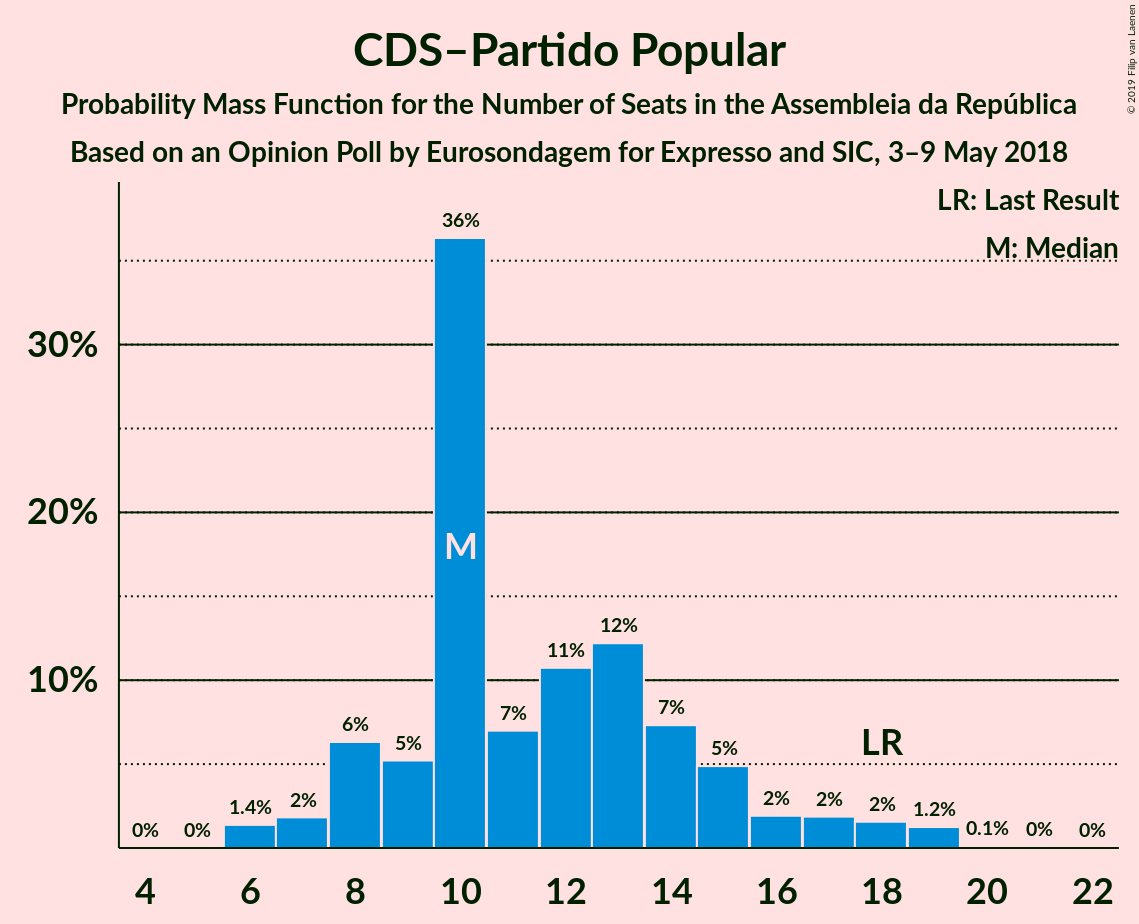 CDS–Partido Popular
Probability Mass Function for the Number of Seats in the Assembleia da República
Based on an Opinion Poll by Eurosondagem for Expresso and SIC, 3–9 May 2018
© 2019 Filip van Laenen
LR: Last Result
M: Median
30%
20%
10%
0%
0%
1.4%
2%
6%
5%
36%
7%
11%
12%
7%
5%
2%
2%
2%
1.2%
0.1%
0%
0%
M
LR
4 6 8 10 12 14 16 18 20 22